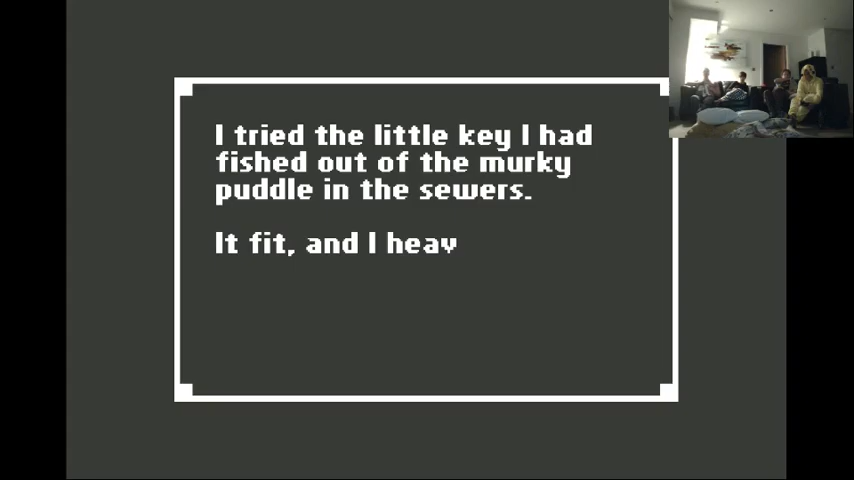 I tried the little key I had
fished out of the murky
puddle in the sewers.
It fit, and I heav